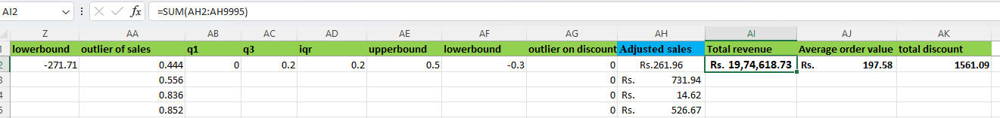 AI2 fx =SUM(AH2:AH9995)
Z AA AB AC AD AE AF AG AH AI AJ AK
1 lowerbound outlier of sales q1 q3 iqr upperbound lowerbound outlier on discount Adjusted sales Total revenue Average order value total discount
2 -271.71 0.444 0 0.2 0.2 0.5 -0.3 0 Rs.261.96 Rs. 19,74,618.73 Rs. 197.58 1561.09
3 0.556 0 Rs. 731.94
4 0.836 0 Rs. 14.62
5 0.852 0 Rs. 526.67